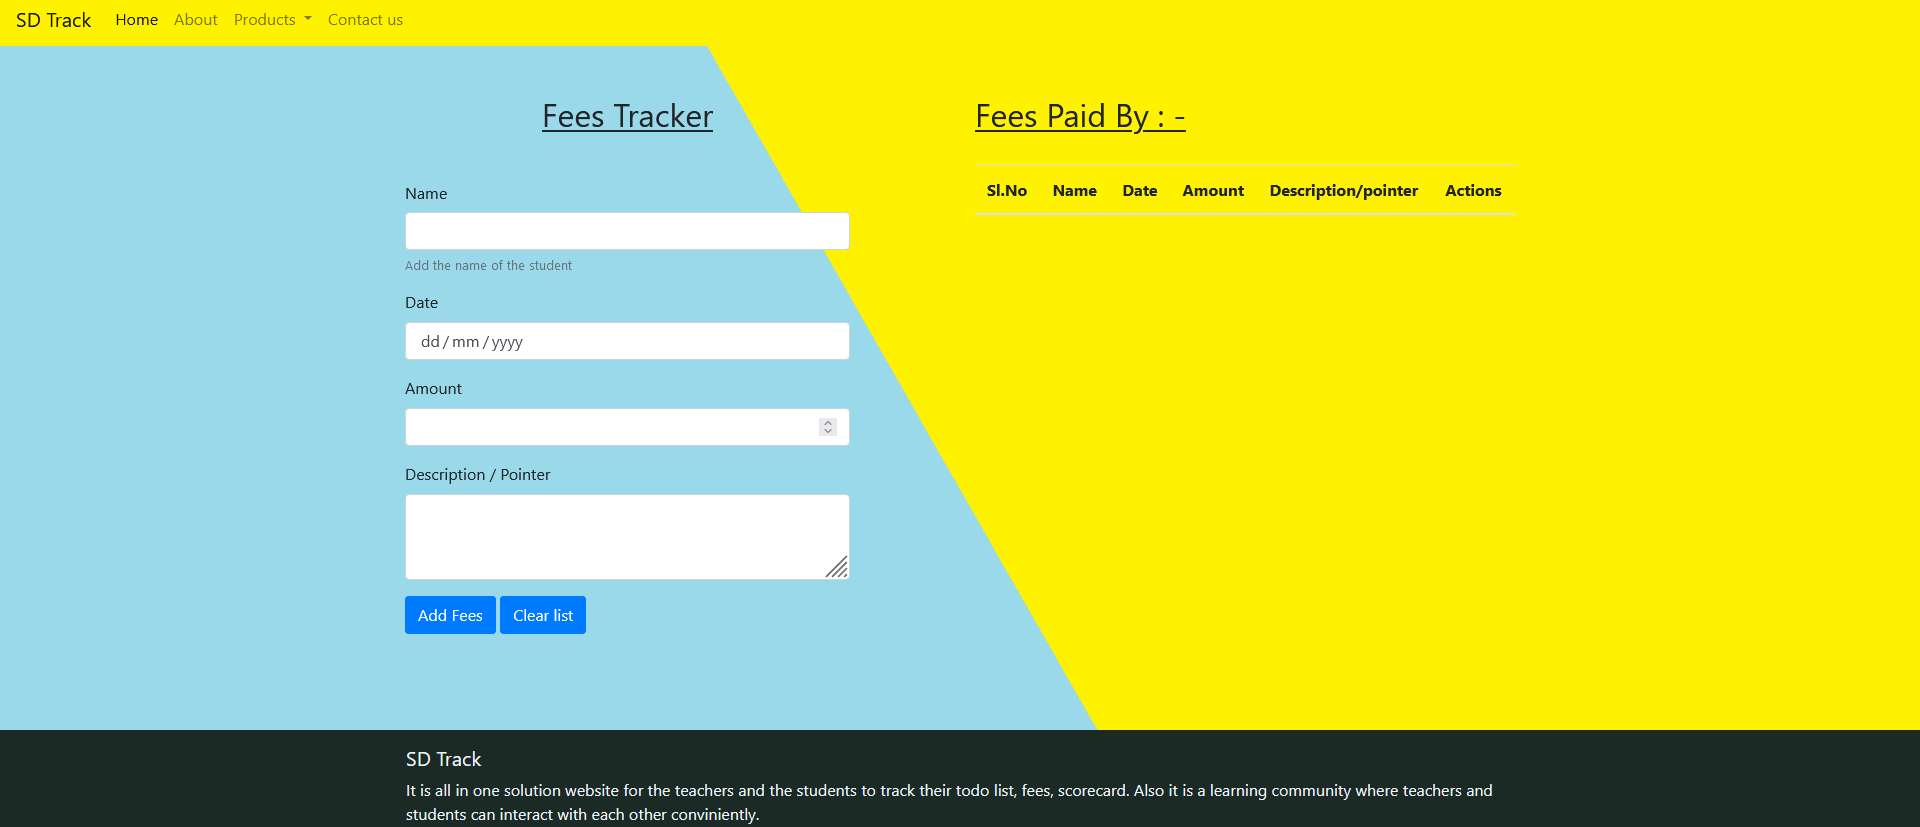 SD Track Home About Products Contact us
Fees Tracker
Name
Add the name of the student
Date
dd/mm/yyyy
Amount
Description / Pointer
Add Fees Clear list
Fees Paid By : -
Sl.No Name Date Amount Description/pointer Actions
SD Track
It is all in one solution website for the teachers and the students to track their todo list, fees, scorecard. Also it is a learning community where teachers and
students can interact with each other conviniently.